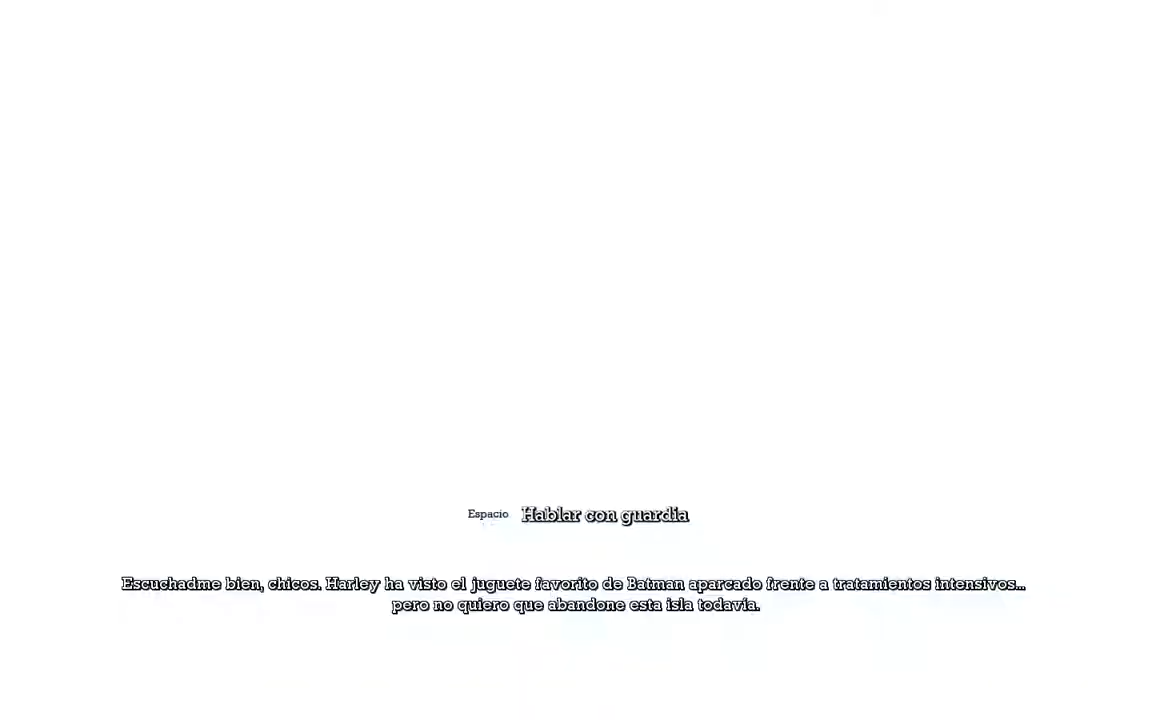 Espacio Hablar con guardia
Escuchadme bien, chicos. Harley ha visto el juguete favorito de Batman aparcado frente a tratamientos intensivos...
pero no quiero que abandone esta isla todavía.